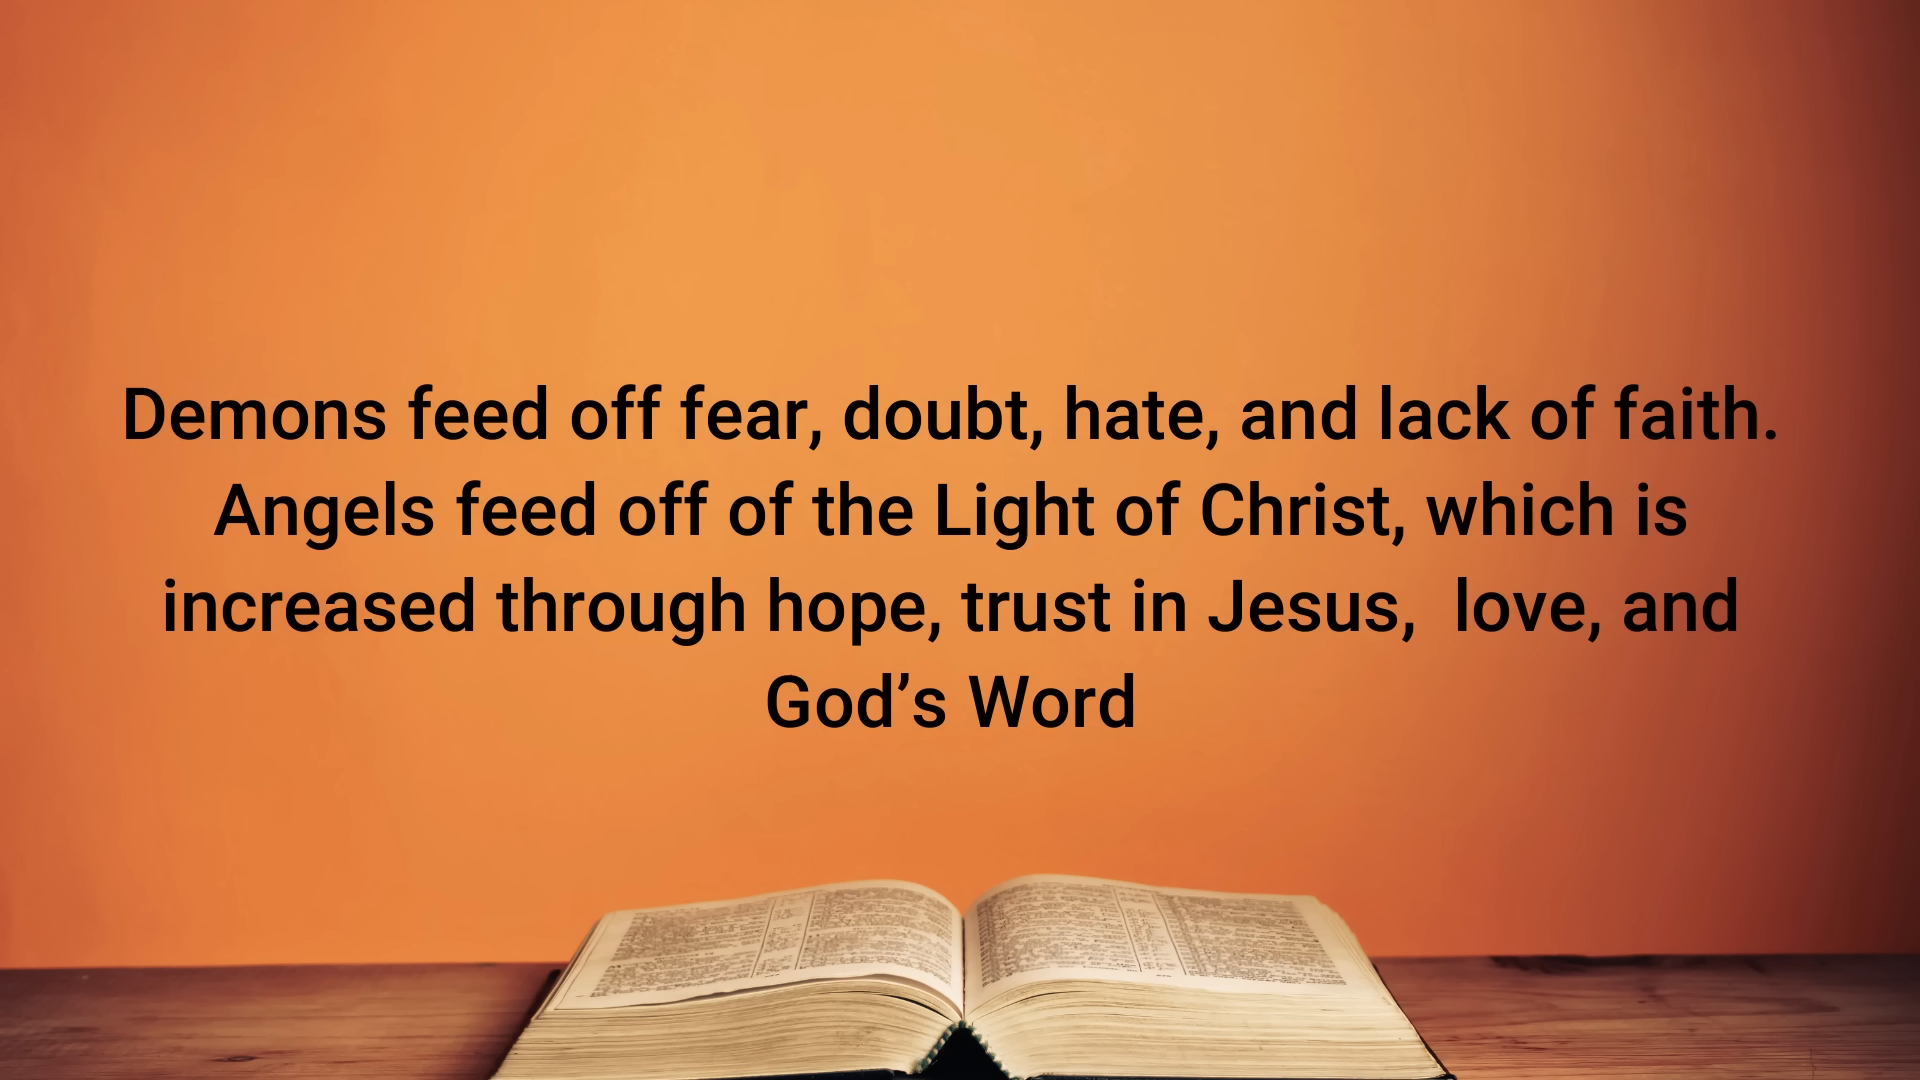 Demons feed off fear, doubt, hate, and lack of faith.
Angels feed off of the Light of Christ, which is
increased through hope, trust in Jesus,  love, and
God’s Word